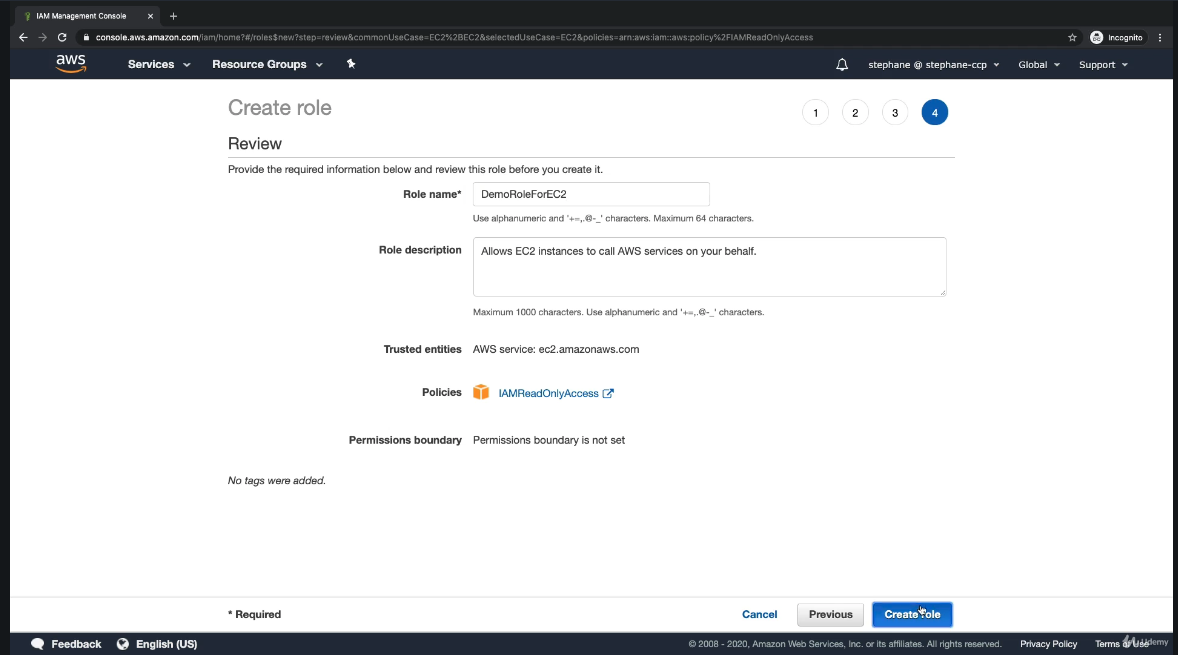 IAM Management Console
console.aws.amazon.com/iam/home?#/roles$new?step=review&commonUseCase=EC2%2BEC2&selectedUseCase=EC2&policies=arn:aws:iam::aws:policy%2FIAMReadOnlyAccess
Incognito
aws Services Resource Groups stephane @ stephane-ccp Global Support
Create role 1 2 3 4
Review
Provide the required information below and review this role before you create it.
Role name* DemoRoleForEC2
Use alphanumeric and '+=,.@-_' characters. Maximum 64 characters.
Role description Allows EC2 instances to call AWS services on your behalf.
Maximum 1000 characters. Use alphanumeric and '+=,.@-_' characters.
Trusted entities AWS service: ec2.amazonaws.com
Policies IAMReadOnlyAccess
Permissions boundary Permissions boundary is not set
No tags were added.
* Required Cancel Previous Create role
Feedback English (US) © 2008 - 2020, Amazon Web Services, Inc. or its affiliates. All rights reserved. Privacy Policy Terms of Use
Udemy